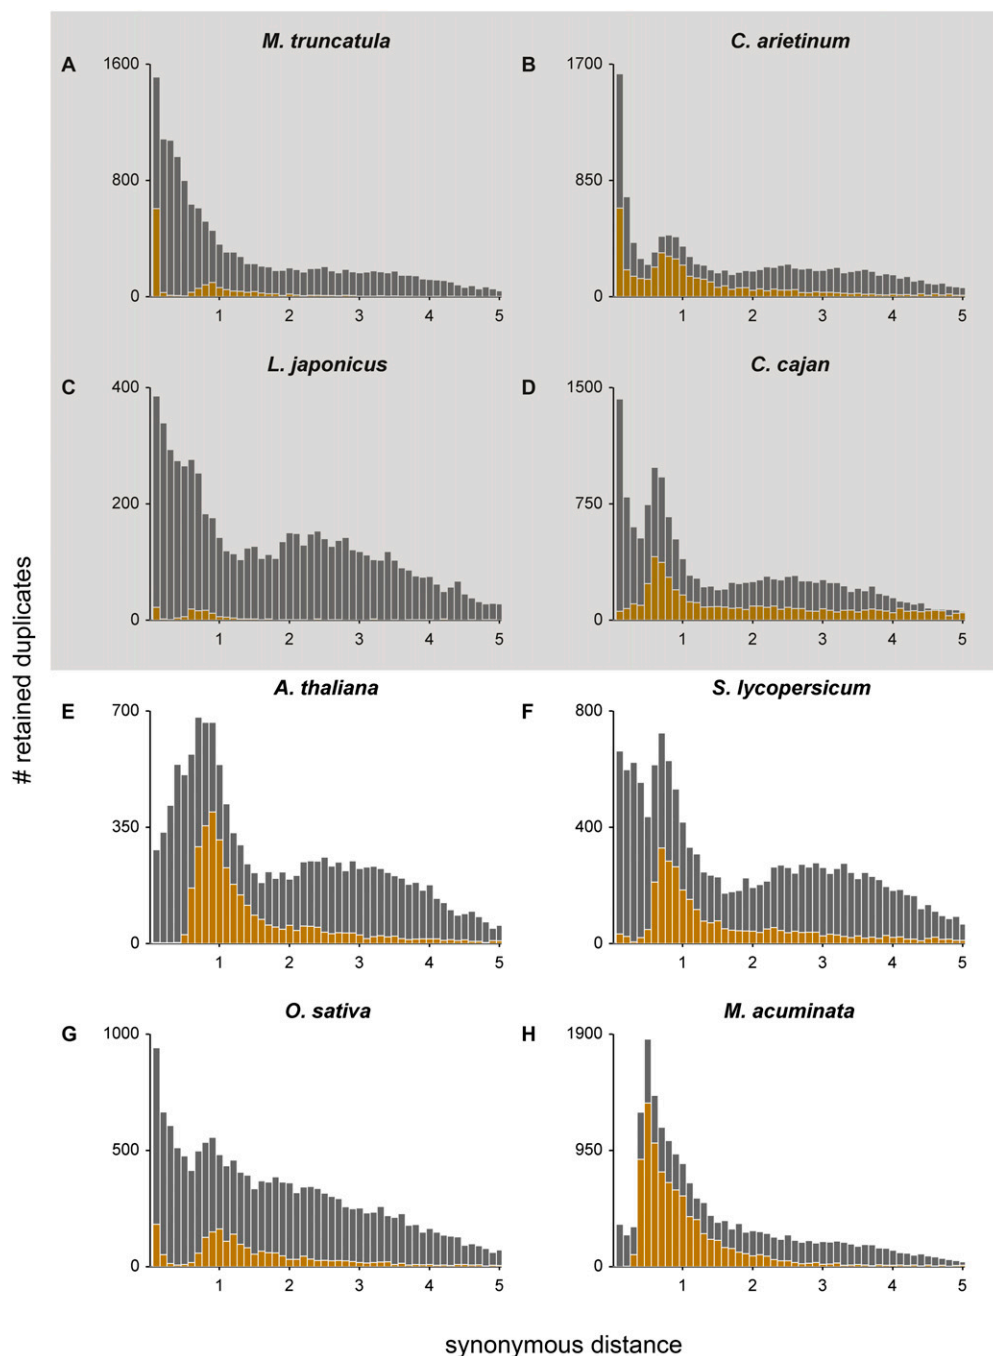 M. truncatula
C. arietinum
A
1600
800
0
1 2 3 4 5
B
1700
850
0
1 2 3 4 5
L. japonicus
C. cajan
C
400
200
0
1 2 3 4 5
D
1500
750
0
1 2 3 4 5
# retained duplicates
A. thaliana
S. lycopersicum
E
700
350
0
1 2 3 4 5
F
800
400
0
1 2 3 4 5
O. sativa
M. acuminata
G
1000
500
0
1 2 3 4 5
H
1900
950
0
1 2 3 4 5
synonymous distance